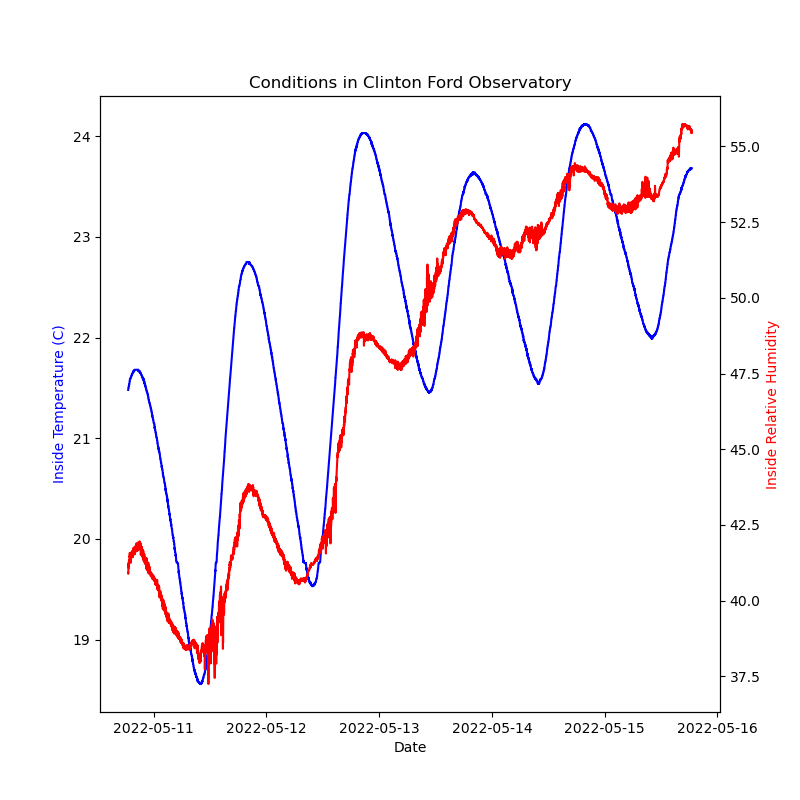 Conditions in Clinton Ford Observatory
24
23
22
21
20
19
Inside Temperature (C)
55.0
52.5
50.0
47.5
45.0
42.5
40.0
37.5
Inside Relative Humidity
2022-05-11 2022-05-12 2022-05-13 2022-05-14 2022-05-15 2022-05-16
Date